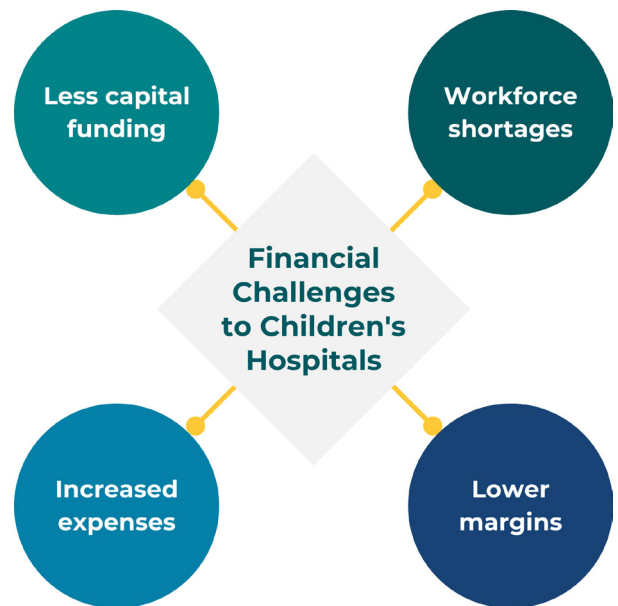 Less capital
funding
Workforce
shortages
Financial
Challenges
to Children's
Hospitals
Increased
expenses
Lower
margins